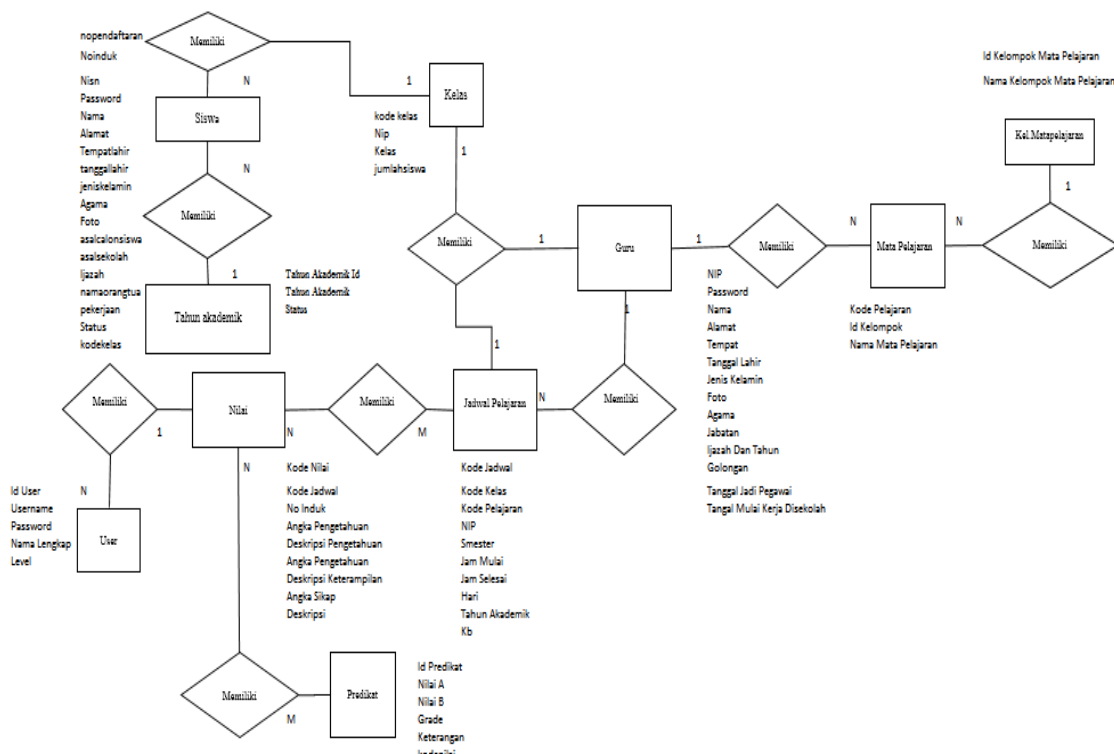 nopendaftaran
Noinduk
Nisn
Password
Nama
Alamat
Tempatlahir
tanggallahir
jeniskelamin
Agama
Foto
asalcalonsiswa
asalsekolah
Ijazah
namaorangtua
pekerjaan
Status
kodekelas
Memiliki
N
Siswa
N
Memiliki
1
Tahun akademik
Tahun Akademik Id
Tahun Akademik
Status
1
Kelas
kode kelas
Nip
Kelas
jumlahsiswa
1
Memiliki
1
Guru
1
Memiliki
N
Mata Pelajaran
N
Memiliki
1
Kel.Matapelajaran
Id Kelompok Mata Pelajaran
Nama Kelompok Mata Pelajaran
NIP
Password
Nama
Alamat
Tempat
Tanggal Lahir
Jenis Kelamin
Foto
Agama
Jabatan
Ijazah Dan Tahun
Golongan
Tanggal Jadi Pegawai
Tangal Mulai Kerja Disekolah
Kode Pelajaran
Id Kelompok
Nama Mata Pelajaran
1
1
Memiliki
N
Jadwal Pelajaran
M
Memiliki
N
Nilai
1
Memiliki
N
User
Id User
Username
Password
Nama Lengkap
Level
N
Kode Nilai
Kode Jadwal
No Induk
Angka Pengetahuan
Deskripsi Pengetahuan
Angka Pengetahuan
Deskripsi Keterampilan
Angka Sikap
Deskripsi
Kode Jadwal
Kode Kelas
Kode Pelajaran
NIP
Smester
Jam Mulai
Jam Selesai
Hari
Tahun Akademik
Kb
Memiliki
M
Predikat
Id Predikat
Nilai A
Nilai B
Grade
Keterangan